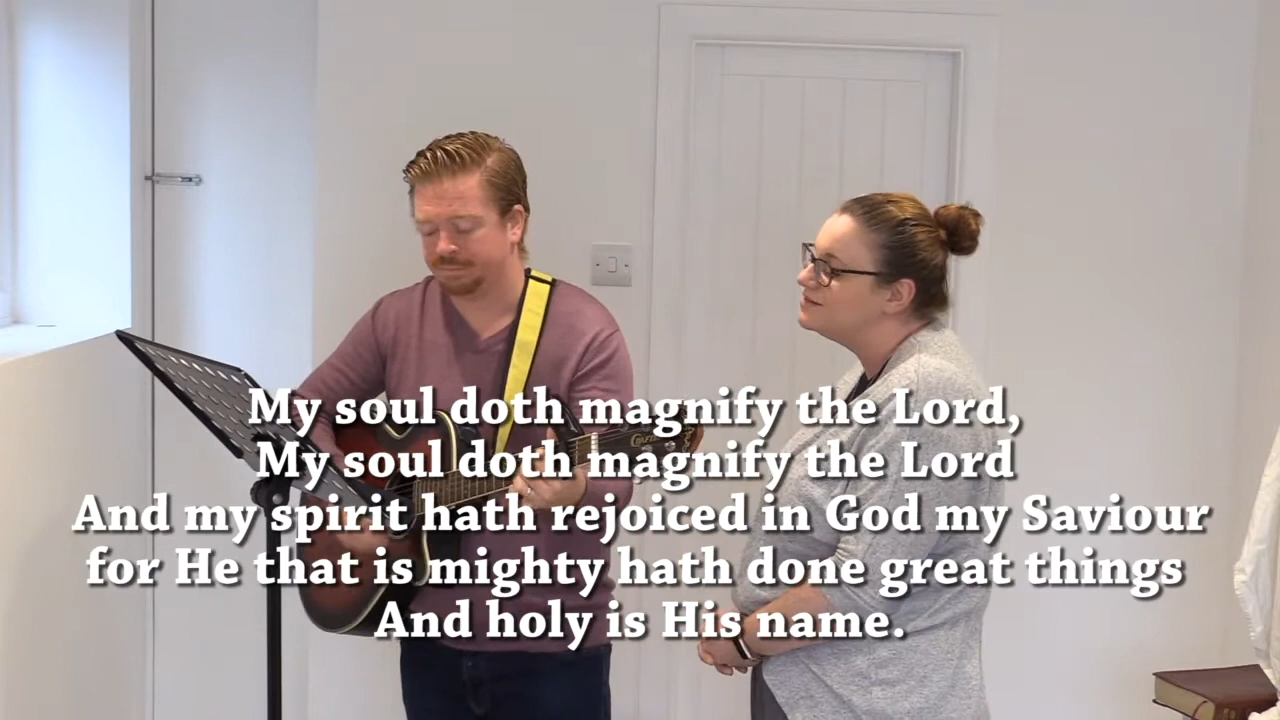 My soul doth magnify the Lord,
My soul doth magnify the Lord
And my spirit hath rejoiced in God my Saviour
for He that is mighty hath done great things
And holy is His name.